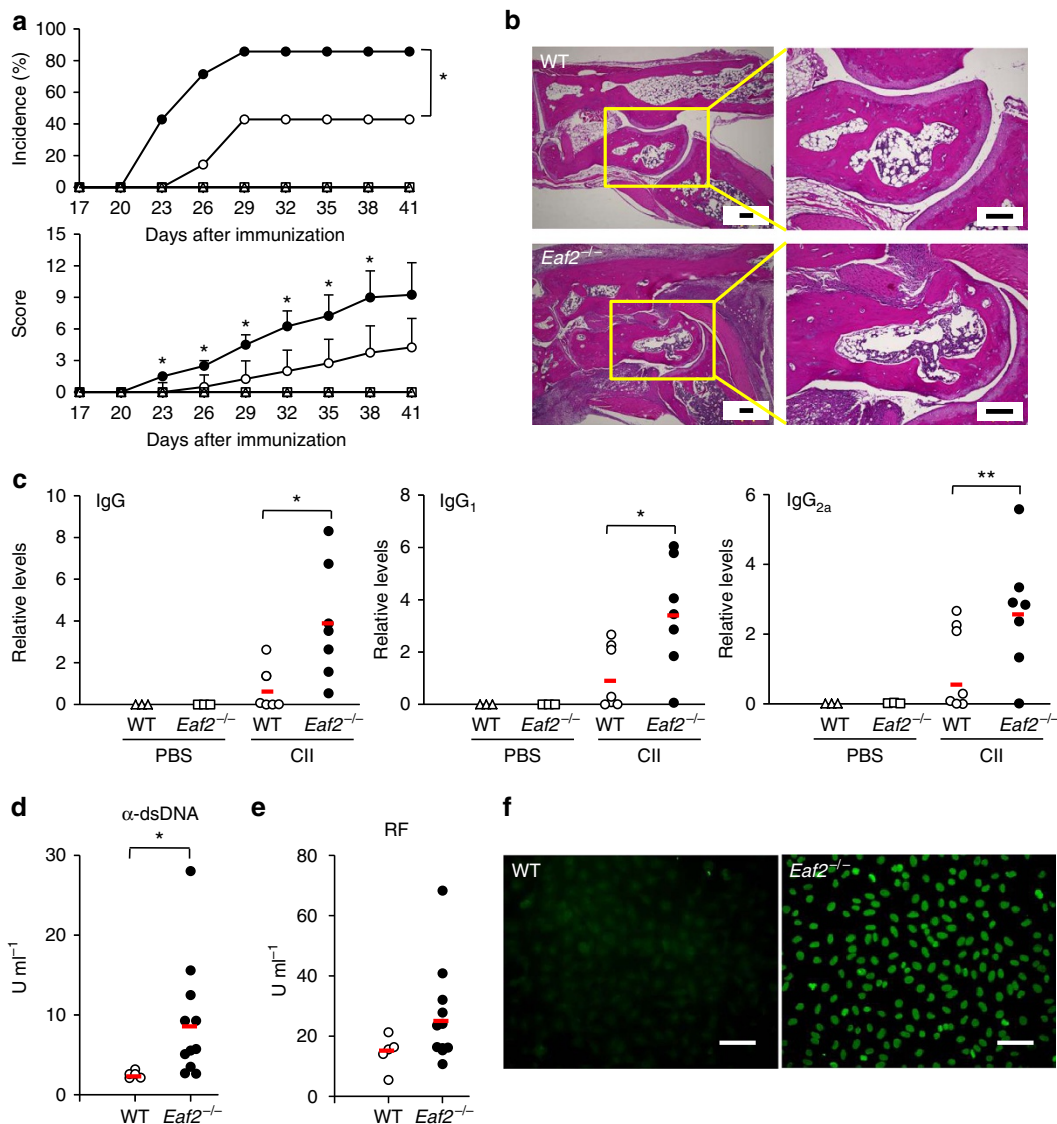 a
100
80
60
40
20
0
Incidence (%)
*
17 20 23 26 29 32 35 38 41
Days after immunization
15
12
9
6
3
0
Score
* * * * * *
17 20 23 26 29 32 35 38 41
Days after immunization
b
WT
Eaf2−/−
c
IgG
10
8
6
4
2
0
Relative levels
*
WT Eaf2−/− WT Eaf2−/−
PBS CII
IgG1
8
6
4
2
0
Relative levels
*
WT Eaf2−/− WT Eaf2−/−
PBS CII
IgG2a
6
4
2
0
Relative levels
**
WT Eaf2−/− WT Eaf2−/−
PBS CII
d
α-dsDNA
*
30
20
10
0
U ml−1
WT Eaf2−/−
e
RF
80
60
40
20
0
U ml−1
WT Eaf2−/−
f
WT
Eaf2−/−